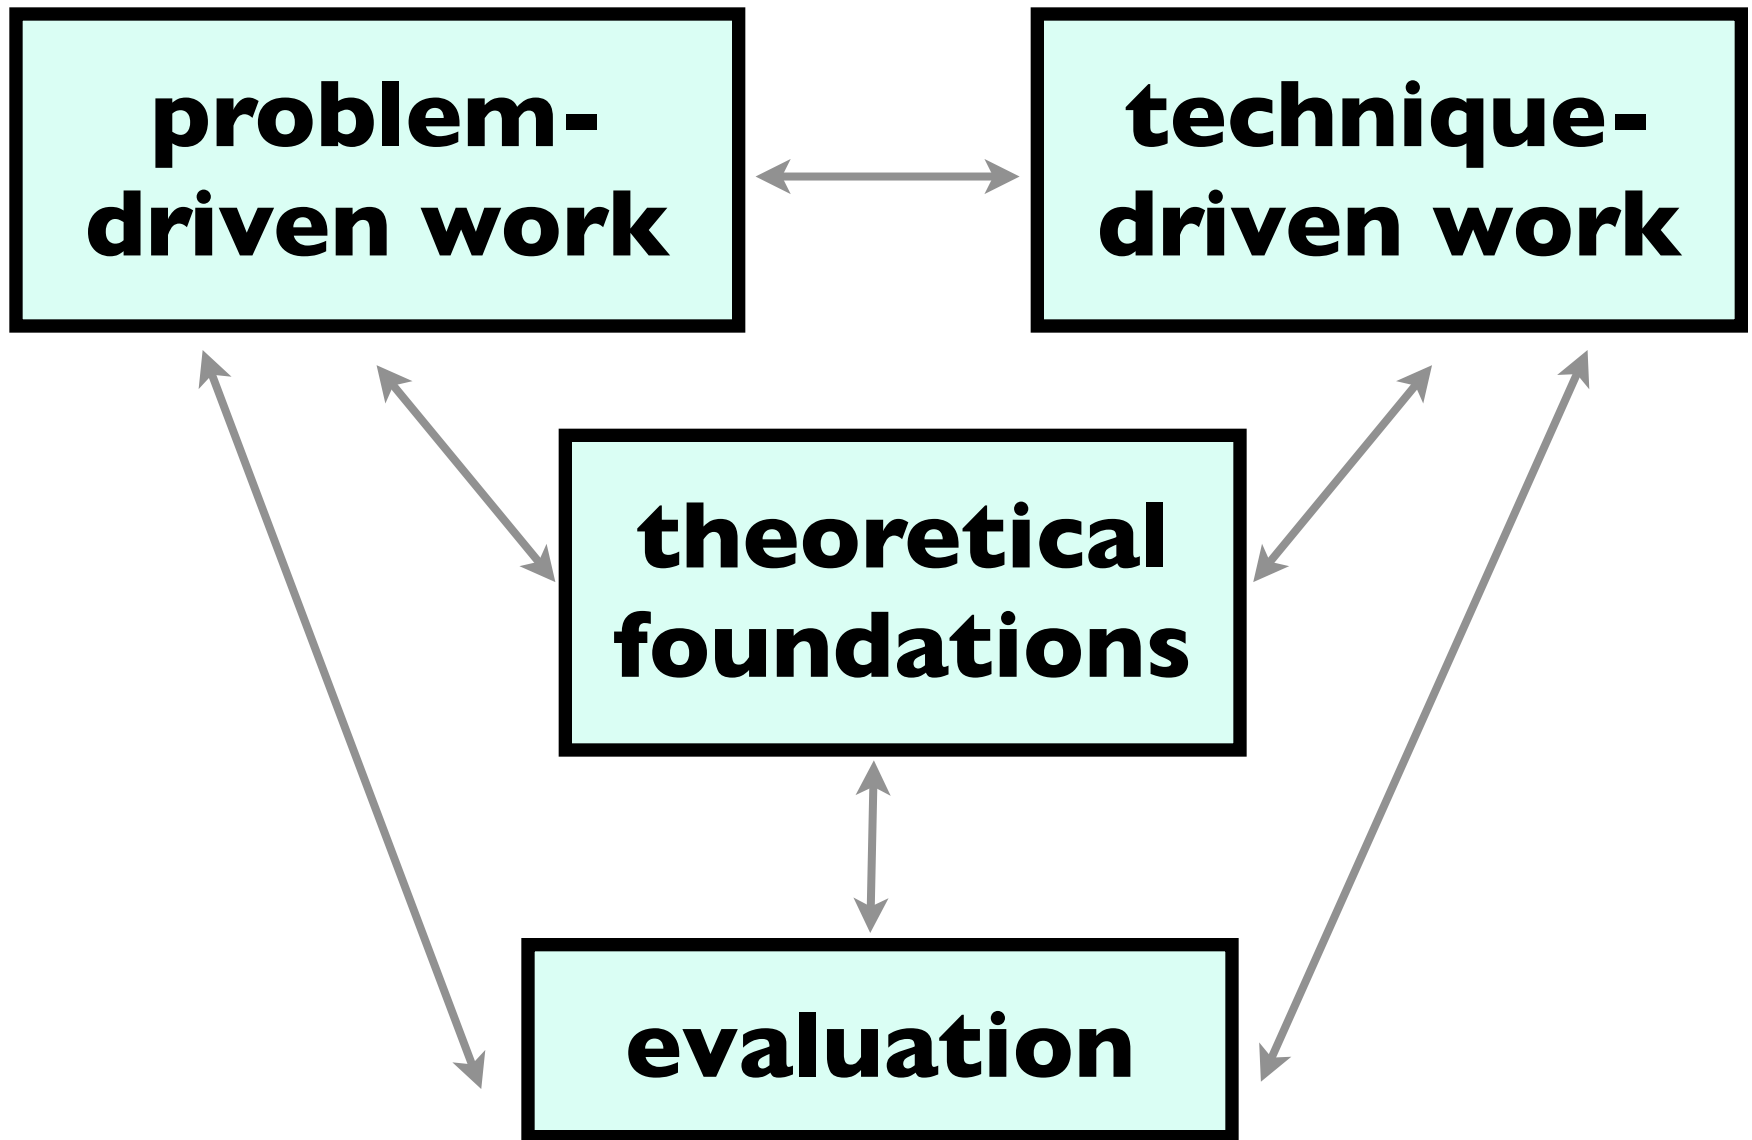 problem-
driven work
technique-
driven work
theoretical
foundations
evaluation